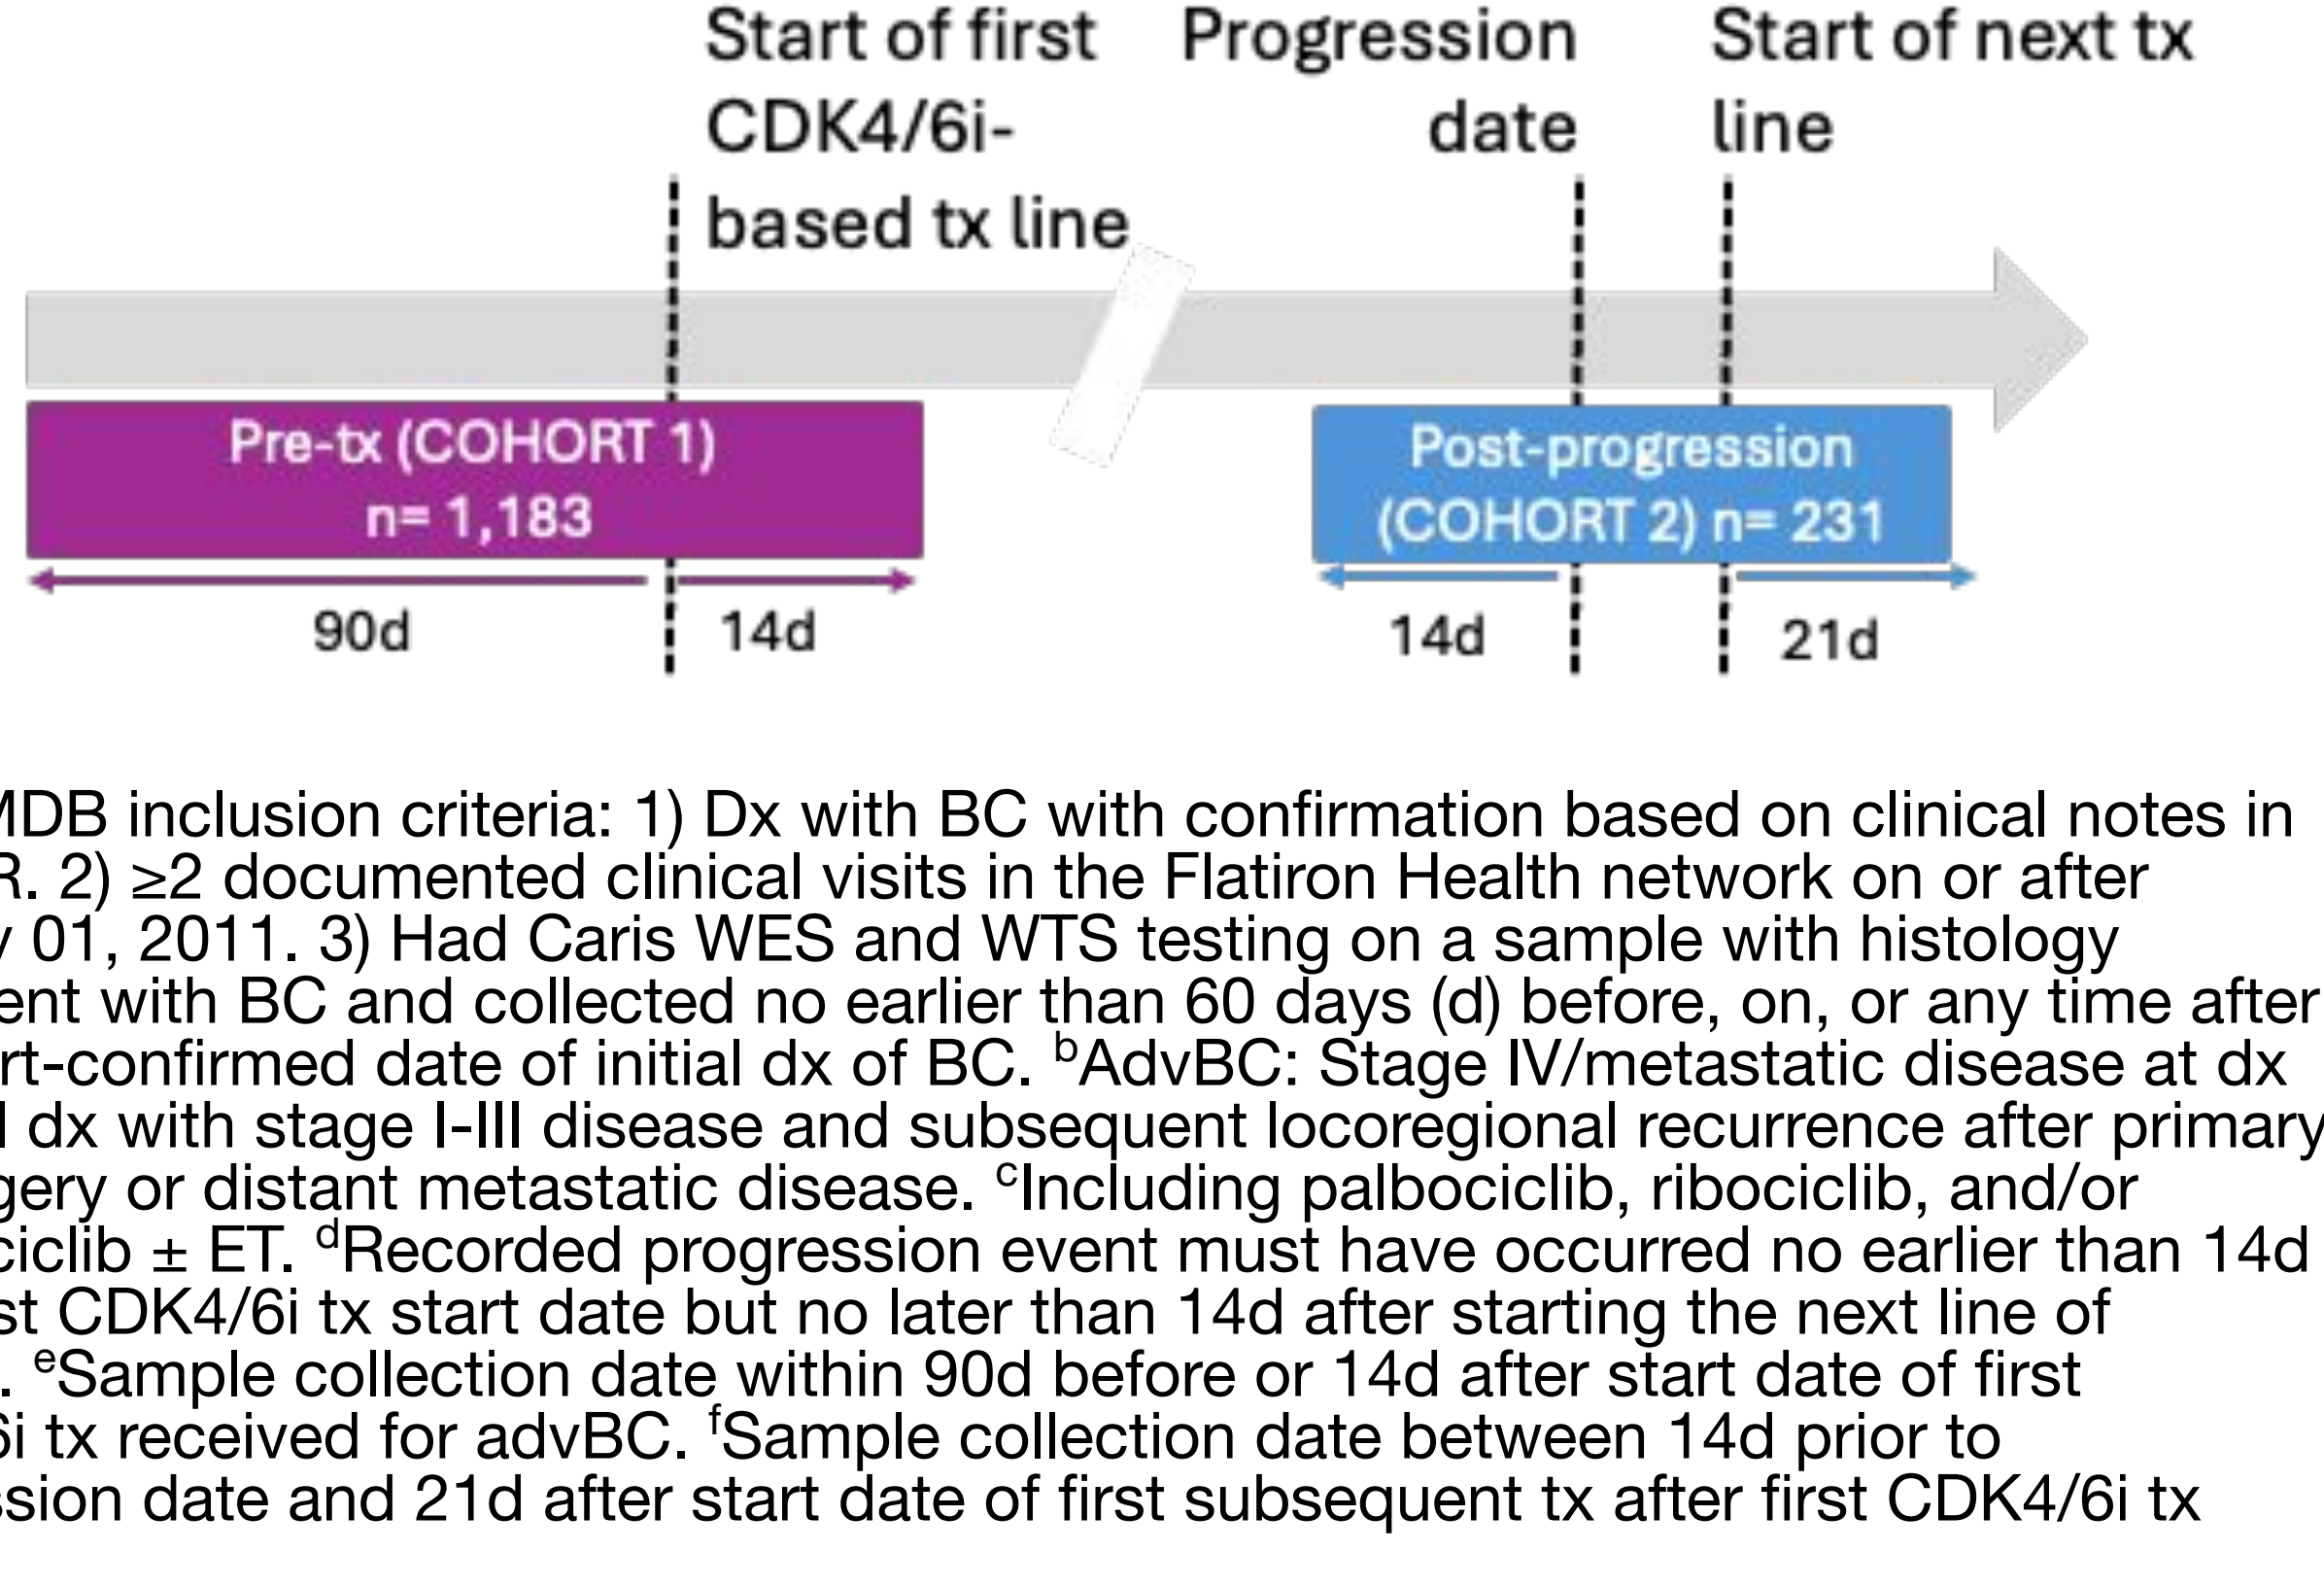 Start of first
CDK4/6i-
based tx line
Progression
date
Start of next tx
line
Pre-tx (COHORT 1)
n= 1,183
90d
14d
Post-progression
(COHORT 2) n= 231
14d
21d
MDB inclusion criteria: 1) Dx with BC with confirmation based on clinical notes in
R. 2) ≥2 documented clinical visits in the Flatiron Health network on or after
y 01, 2011. 3) Had Caris WES and WTS testing on a sample with histology
ent with BC and collected no earlier than 60 days (d) before, on, or any time after
rt-confirmed date of initial dx of BC. ᵇAdvBC: Stage IV/metastatic disease at dx
l dx with stage I-III disease and subsequent locoregional recurrence after primary
gery or distant metastatic disease. ᶜIncluding palbociclib, ribociclib, and/or
ciclib ± ET. ᵈRecorded progression event must have occurred no earlier than 14d
st CDK4/6i tx start date but no later than 14d after starting the next line of
. ᵉSample collection date within 90d before or 14d after start date of first
6i tx received for advBC. ᶠSample collection date between 14d prior to
ssion date and 21d after start date of first subsequent tx after first CDK4/6i tx